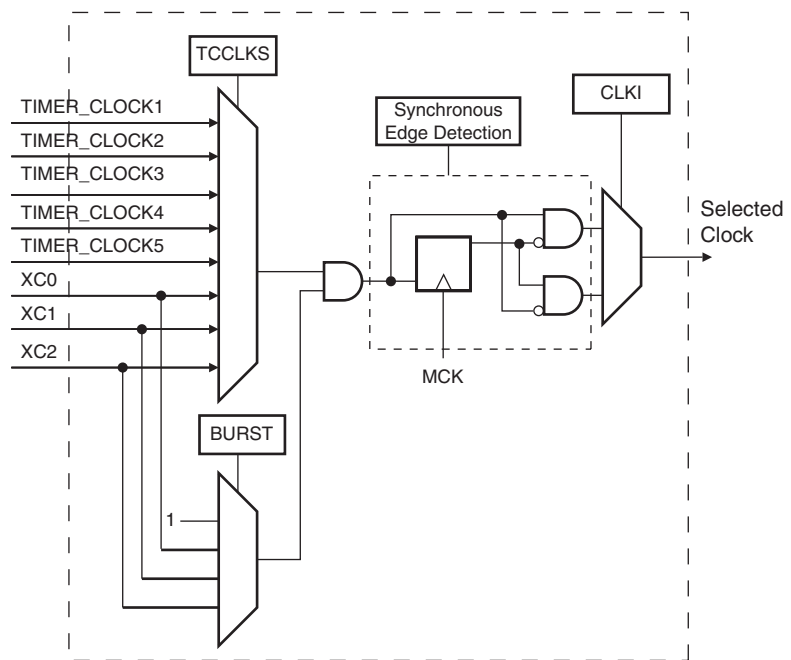 TCCLKS
TIMER_CLOCK1
TIMER_CLOCK2
TIMER_CLOCK3
TIMER_CLOCK4
TIMER_CLOCK5
XC0
XC1
XC2
Synchronous
Edge Detection
CLKI
Selected
Clock
MCK
BURST
1